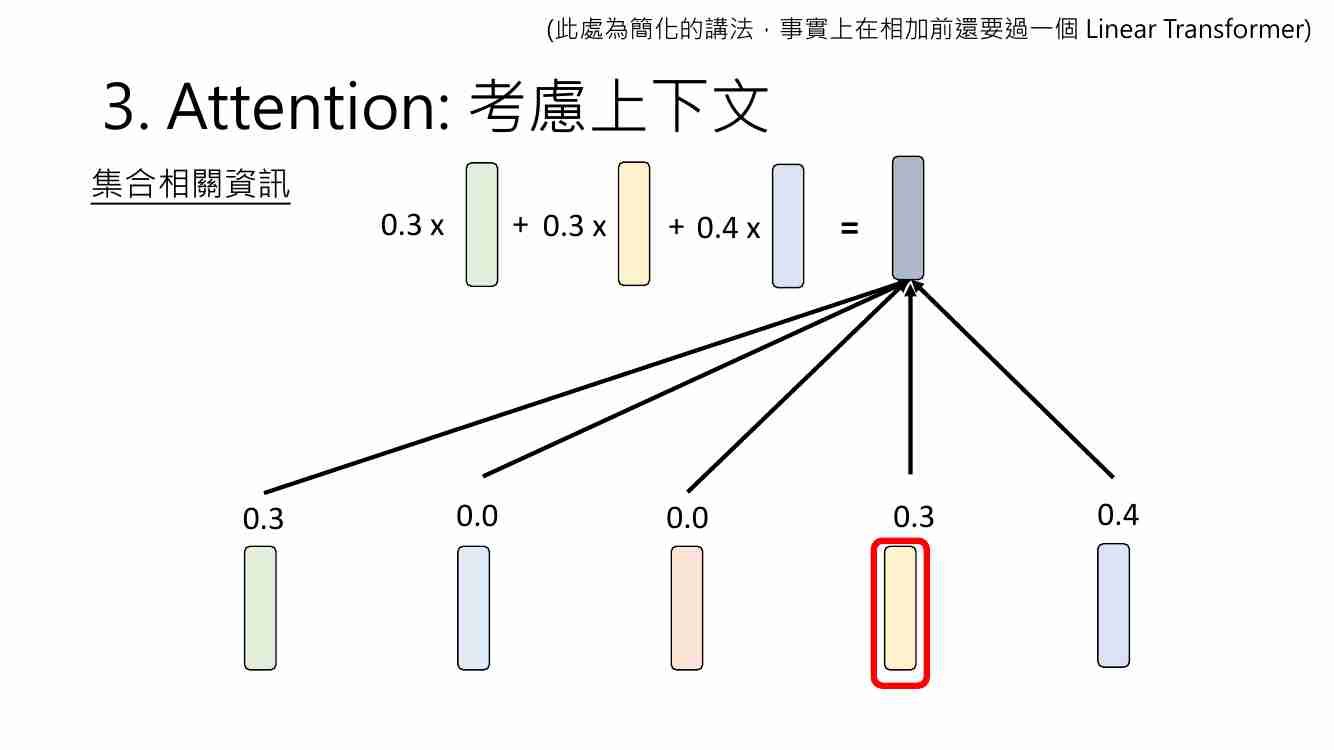 (此處為簡化的講法，事實上在相加前還要過一個 Linear Transformer)
3. Attention: 考慮上下文
集合相關資訊
0.3 x + 0.3 x + 0.4 x =
0.3 0.0 0.0 0.3 0.4